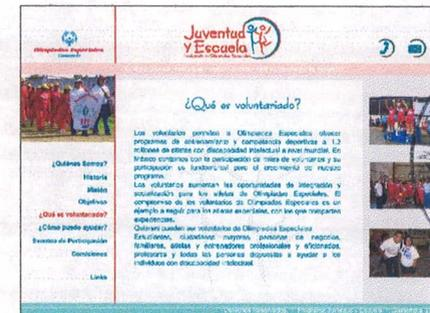 Olimpiadas Especiales
Juventud
y Escuela
¿Qué es voluntariado?
Los voluntarios permiten a Olimpiadas Especiales ofrecer
programas de entrenamiento y competencia deportivas a 1.2
millones de atletas con discapacidad intelectual a nivel mundial. En
México contamos con la participación de miles de voluntarios y su
participación es fundamental para el crecimiento de nuestro
programa.
Los voluntarios aumentan las oportunidades de integración y
socialización para los atletas de Olimpiadas Especiales. El
compromiso de los voluntarios de Olimpiadas Especiales es un
ejemplo a seguir para los atletas especiales, con los que comparten
experiencias.
Quienes pueden ser voluntarios de Olimpiadas Especiales
Estudiantes, ciudadanos mayores, personas de negocios,
familiares, atletas y entrenadores profesionales y aficionados,
profesores y todas las personas dispuestas a ayudar a los
individuos con discapacidad intelectual.
¿Quiénes Somos?
Historia
Misión
Objetivos
¿Qué es voluntariado?
¿Cómo puedo ayudar?
Eventos de Participación
Comisiones
Links